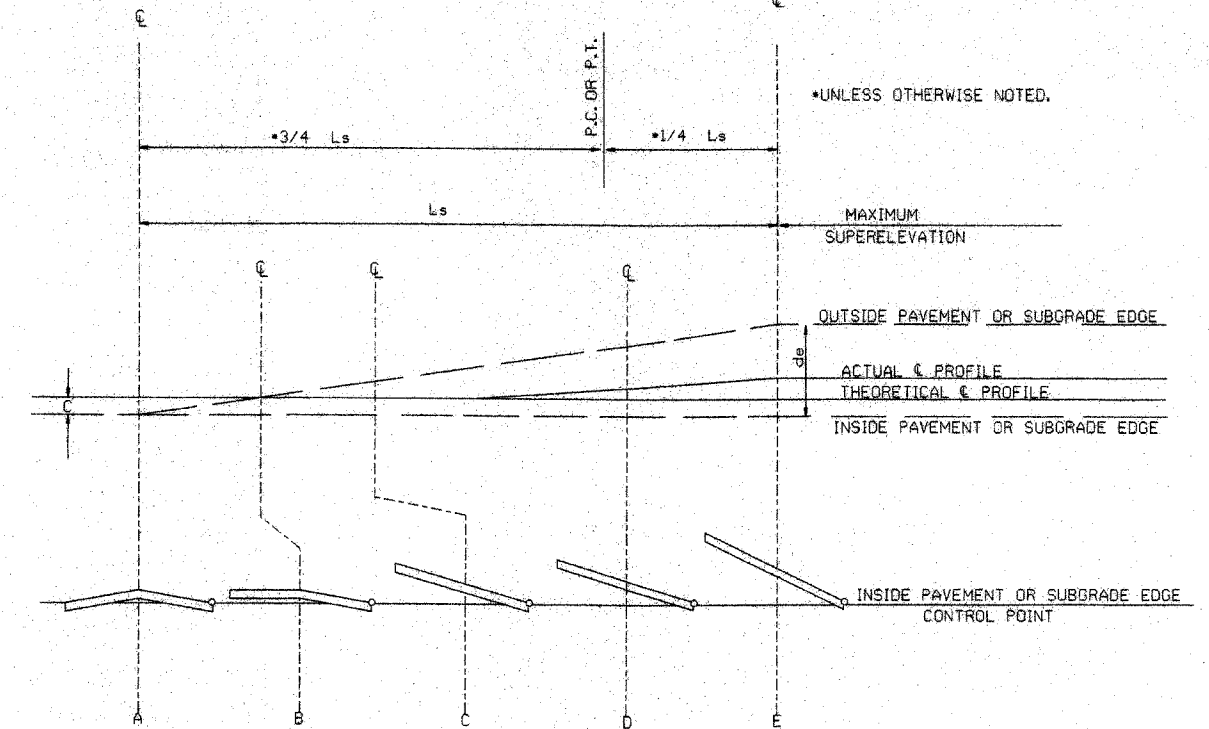 ℄
℄
P.C. OR P.T.
*UNLESS OTHERWISE NOTED.
*3/4 Ls
*1/4 Ls
Ls
MAXIMUM
SUPERELEVATION
℄
℄
℄
OUTSIDE PAVEMENT OR SUBGRADE EDGE
de
ACTUAL ℄ PROFILE
THEORETICAL ℄ PROFILE
C
INSIDE PAVEMENT OR SUBGRADE EDGE
INSIDE PAVEMENT OR SUBGRADE EDGE
CONTROL POINT
A
B
C
D
E